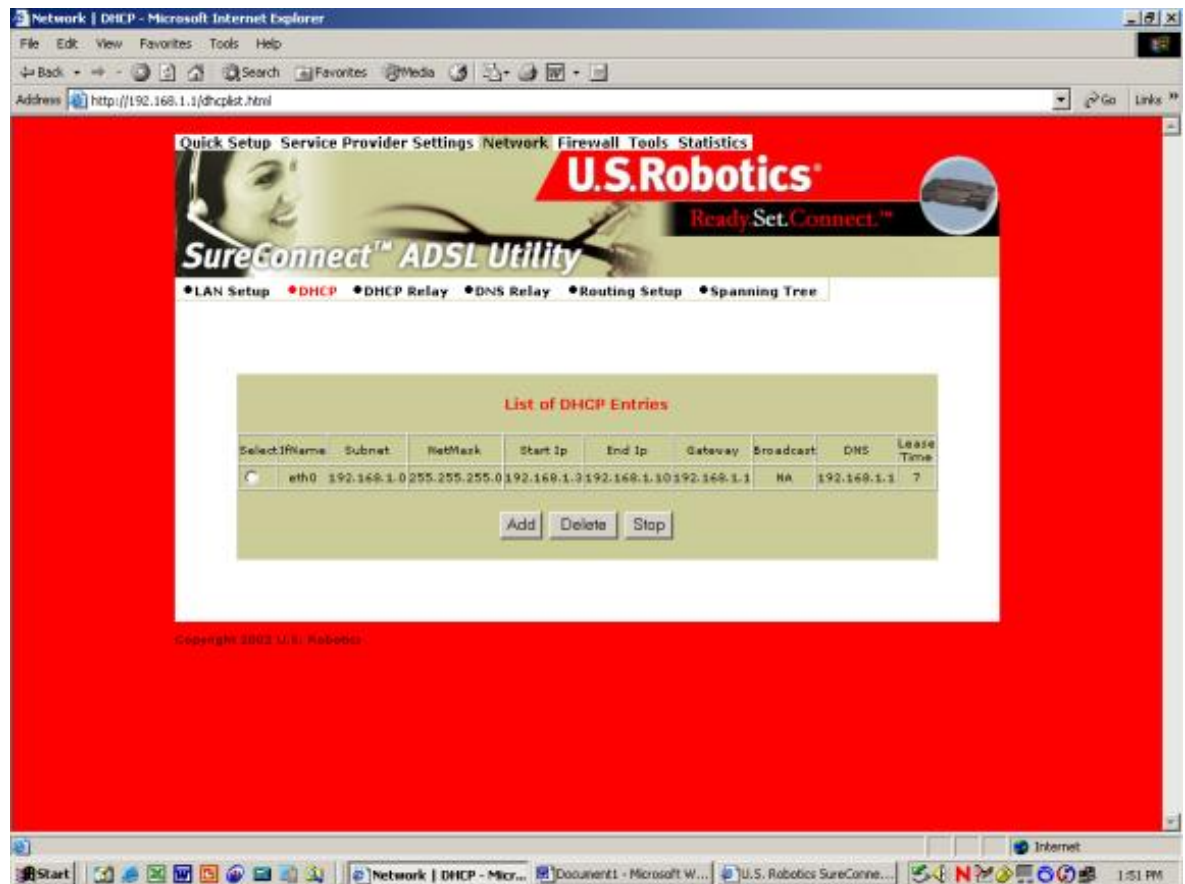 Network | DHCP - Microsoft Internet Explorer
File Edit View Favorites Tools Help
Back Search Favorites Media
Address http://192.168.1.1/dhcplist.html Go Links »
Quick Setup Service Provider Settings Network Firewall Tools Statistics
U.S.Robotics®
Ready.Set.Connect.™
SureConnect™ ADSL Utility
LAN Setup DHCP DHCP Relay DNS Relay Routing Setup Spanning Tree
List of DHCP Entries
Select IfName Subnet NetMask Start Ip End Ip Gateway Broadcast DNS Lease Time
eth0 192.168.1.0 255.255.255.0 192.168.1.3 192.168.1.10 192.168.1.1 NA 192.168.1.1 7
Add Delete Stop
Copyright 2002 U.S. Robotics
Internet
Start Network | DHCP - Micr... Document1 - Microsoft W... U.S. Robotics SureConne... 1:51 PM